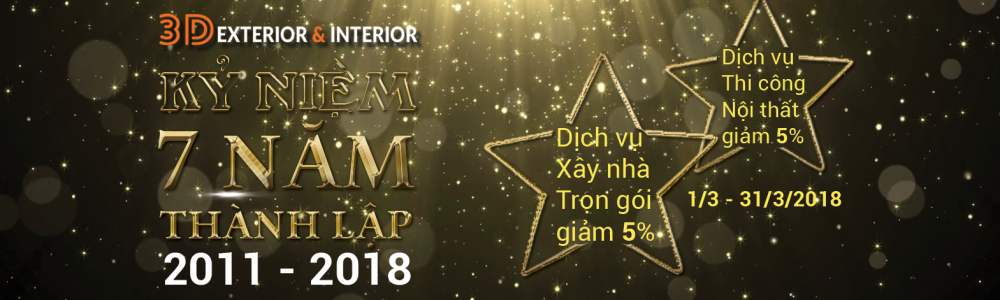 3D EXTERIOR & INTERIOR
KỶ NIỆM
7 NĂM
THÀNH LẬP
2011 - 2018
Dịch vụ
Xây nhà
Trọn gói
giảm 5%
Dịch vụ
Thi công
Nội thất
giảm 5%
1/3 - 31/3/2018